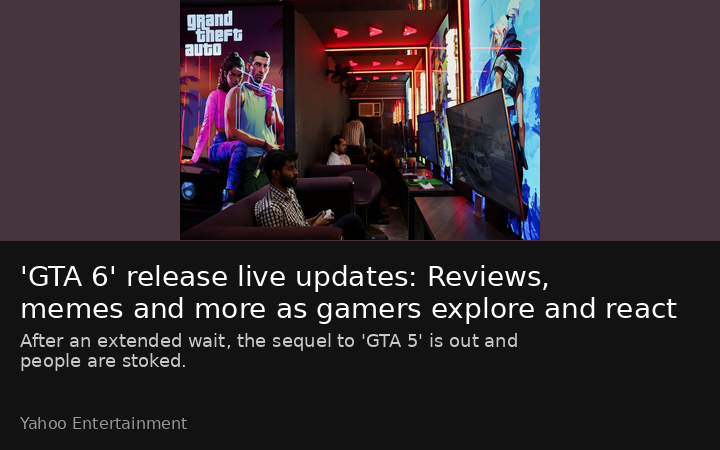 grand
theft
auto
'GTA 6' release live updates: Reviews,
memes and more as gamers explore and react
After an extended wait, the sequel to 'GTA 5' is out and
people are stoked.
Yahoo Entertainment